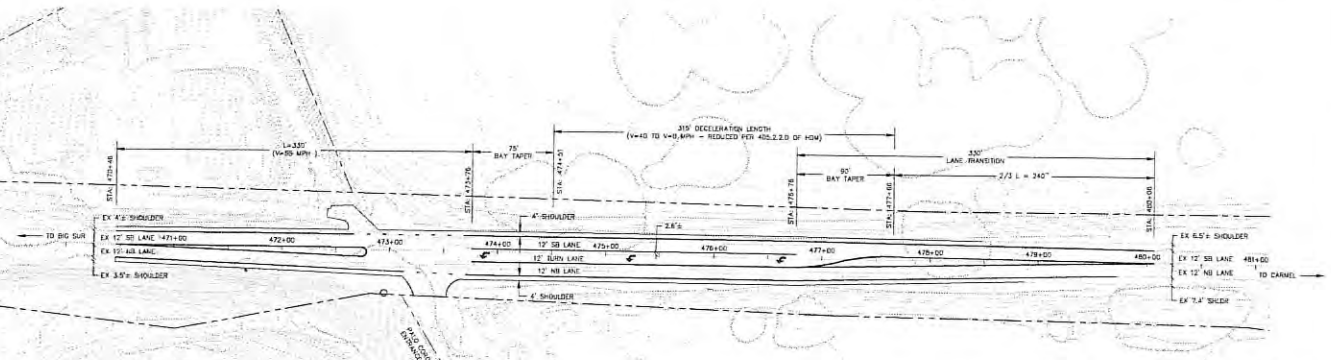 315' DECELERATION LENGTH
(V=40 TO V=0 MPH - REDUCED PER 405.2.2.D OF HDM)
L=330'
(V=55 MPH)
75'
BAY TAPER
330'
LANE TRANSITION
90'
BAY TAPER
2/3 L = 240'
STA: 470+46
STA: 473+76
STA: 474+51
STA: 476+76
STA: 477+66
STA: 480+06
EX 4'± SHOULDER
TO BIG SUR
EX 12' SB LANE
EX 12' NB LANE
EX 3.5'± SHOULDER
471+00
472+00
473+00
474+00
475+00
476+00
477+00
478+00
479+00
480+00
481+00
4' SHOULDER
12' SB LANE
12' TURN LANE
12' NB LANE
4' SHOULDER
2.6'±
EX 6.5'± SHOULDER
EX 12' SB LANE
EX 12' NB LANE
TO CARMEL
EX 7.4' SHLDR
ENTRANCE